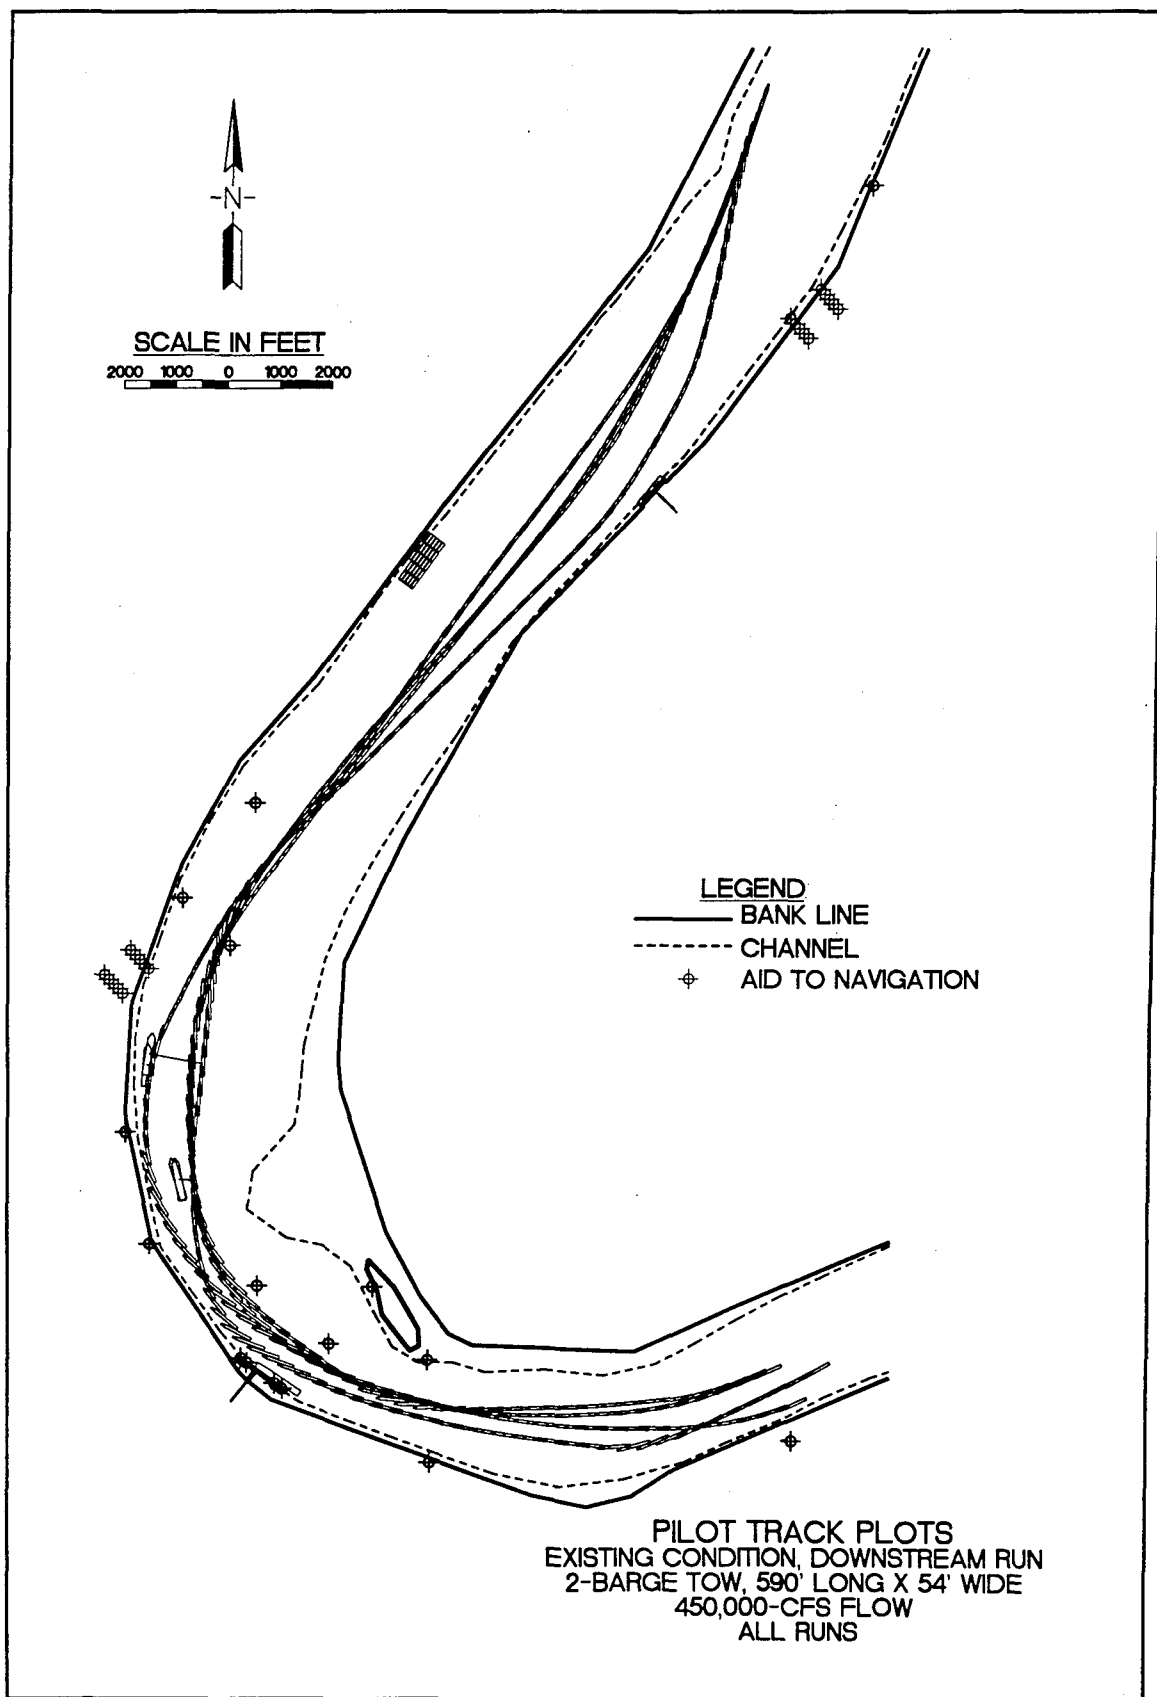 -N-
SCALE IN FEET
2000 1000 0 1000 2000
LEGEND
BANK LINE
CHANNEL
AID TO NAVIGATION
PILOT TRACK PLOTS
EXISTING CONDITION, DOWNSTREAM RUN
2-BARGE TOW, 590' LONG X 54' WIDE
450,000-CFS FLOW
ALL RUNS